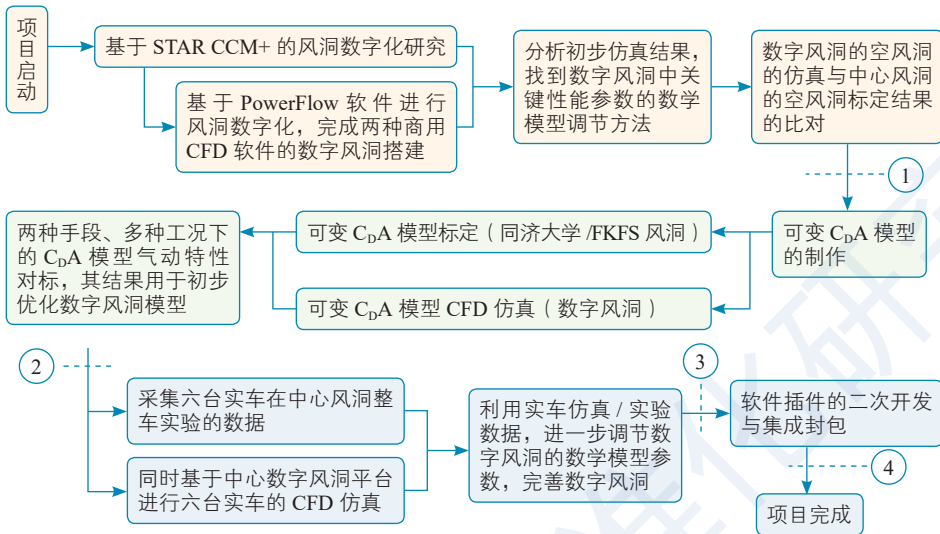 项
目
启
动
基于 STAR CCM+ 的风洞数字化研究
基于 PowerFlow 软件进行
风洞数字化，完成两种商用
CFD 软件的数字风洞搭建
分析初步仿真结果，
找到数字风洞中关
键性能参数的数学
模型调节方法
数字风洞的空风洞
的仿真与中心风洞
的空风洞标定结果
的比对
1
可变 CDA 模型
的制作
可变 CDA 模型标定（同济大学 /FKFS 风洞）
可变 CDA 模型 CFD 仿真（数字风洞）
两种手段、多种工况下
的 CDA 模型气动特性
对标，其结果用于初步
优化数字风洞模型
2
采集六台实车在中心风洞整
车实验的数据
同时基于中心数字风洞平台
进行六台实车的 CFD 仿真
利用实车仿真 / 实验
数据，进一步调节数
字风洞的数学模型参
数，完善数字风洞
3
软件插件的二次开发
与集成封包
4
项目完成
准化研